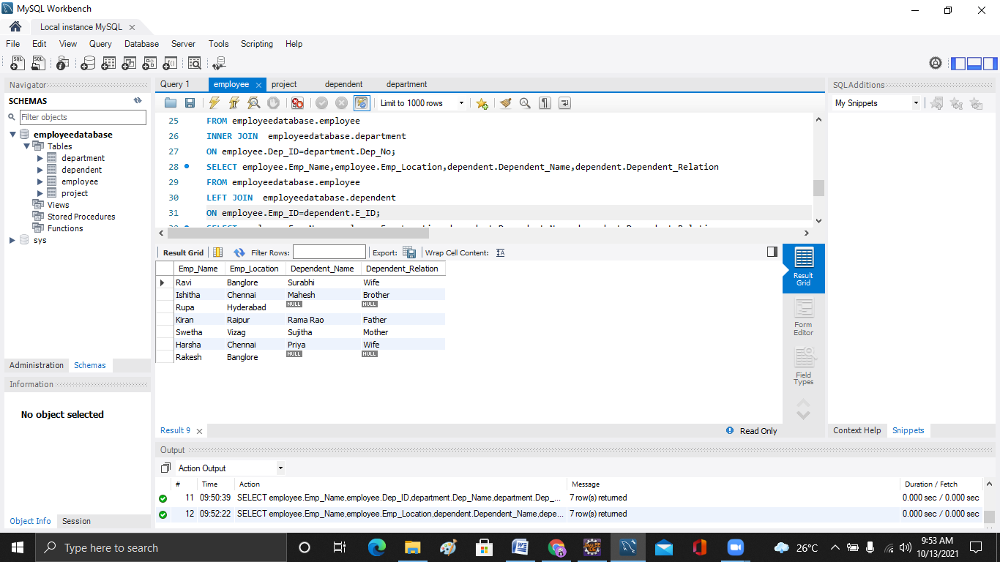 MySQL Workbench
Local instance MySQL
File Edit View Query Database Server Tools Scripting Help
Navigator
SCHEMAS
Filter objects
employeedatabase
Tables
department
dependent
employee
project
Views
Stored Procedures
Functions
sys
Administration Schemas
Information
No object selected
Object Info Session
Query 1 employee project dependent department
Limit to 1000 rows
25 FROM employeedatabase.employee
26 INNER JOIN employeedatabase.department
27 ON employee.Dep_ID=department.Dep_No;
28 SELECT employee.Emp_Name,employee.Emp_Location,dependent.Dependent_Name,dependent.Dependent_Relation
29 FROM employeedatabase.employee
30 LEFT JOIN employeedatabase.dependent
31 ON employee.Emp_ID=dependent.E_ID;
Result Grid Filter Rows: Export: Wrap Cell Content:
Emp_Name Emp_Location Dependent_Name Dependent_Relation
Ravi Banglore Surabhi Wife
Ishitha Chennai Mahesh Brother
Rupa Hyderabad NULL NULL
Kiran Raipur Rama Rao Father
Swetha Vizag Sujitha Mother
Harsha Chennai Priya Wife
Rakesh Banglore NULL NULL
Result Grid
Form Editor
Field Types
Result 9
Read Only
Output
Action Output
# Time Action Message Duration / Fetch
11 09:50:39 SELECT employee.Emp_Name,employee.Dep_ID,department.Dep_Name,department.Dep_... 7 row(s) returned 0.000 sec / 0.000 sec
12 09:52:22 SELECT employee.Emp_Name,employee.Emp_Location,dependent.Dependent_Name,depe... 7 row(s) returned 0.000 sec / 0.000 sec
SQLAdditions
My Snippets
Context Help Snippets
Type here to search
26°C
9:53 AM
10/13/2021